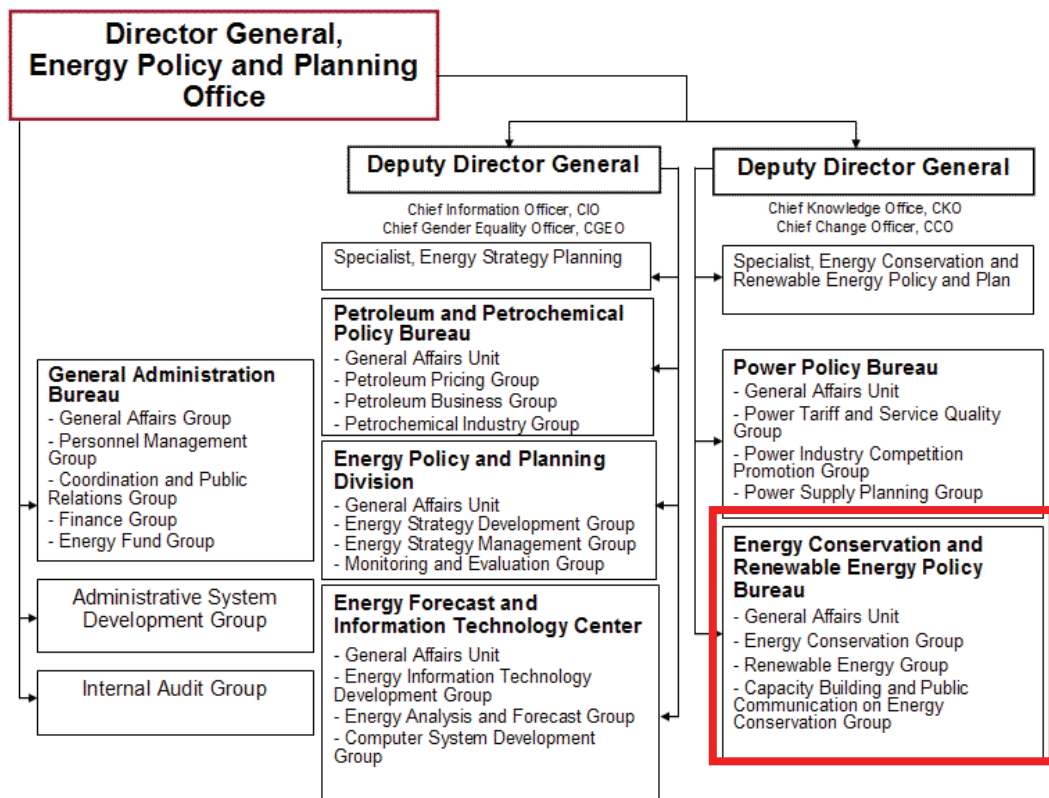 Director General,
Energy Policy and Planning
Office
Deputy Director General
Chief Information Officer, CIO
Chief Gender Equality Officer, CGEO
Deputy Director General
Chief Knowledge Office, CKO
Chief Change Officer, CCO
General Administration
Bureau
- General Affairs Group
- Personnel Management
Group
- Coordination and Public
Relations Group
- Finance Group
- Energy Fund Group
Administrative System
Development Group
Internal Audit Group
Specialist, Energy Strategy Planning
Petroleum and Petrochemical
Policy Bureau
- General Affairs Unit
- Petroleum Pricing Group
- Petroleum Business Group
- Petrochemical Industry Group
Energy Policy and Planning
Division
- General Affairs Unit
- Energy Strategy Development Group
- Energy Strategy Management Group
- Monitoring and Evaluation Group
Energy Forecast and
Information Technology Center
- General Affairs Unit
- Energy Information Technology
Development Group
- Energy Analysis and Forecast Group
- Computer System Development
Group
Specialist, Energy Conservation and
Renewable Energy Policy and Plan
Power Policy Bureau
- General Affairs Unit
- Power Tariff and Service Quality
Group
- Power Industry Competition
Promotion Group
- Power Supply Planning Group
Energy Conservation and
Renewable Energy Policy
Bureau
- General Affairs Unit
- Energy Conservation Group
- Renewable Energy Group
- Capacity Building and Public
Communication on Energy
Conservation Group